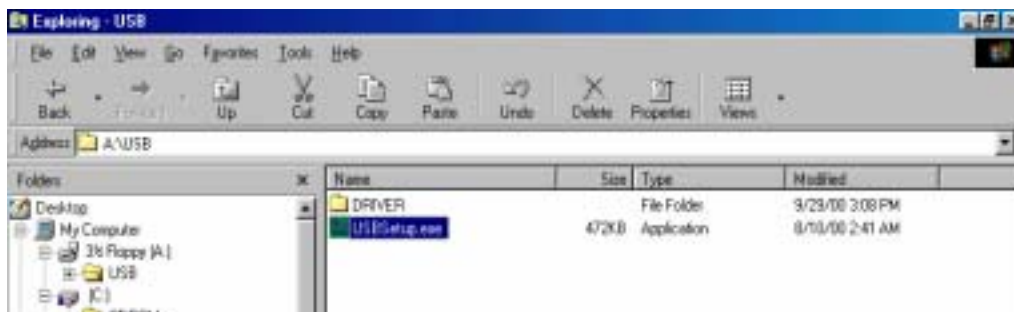 Exploring - USB
File Edit View Go Favorites Tools Help
Back Forward Up Cut Copy Paste Undo Delete Properties Views
Address A:\USB
Folders
Name Size Type Modified
Desktop
My Computer
3½ Floppy (A:)
USB
(C:)
DRIVER File Folder 9/29/00 3:08 PM
USBSetup.exe 472KB Application 8/10/00 2:41 AM